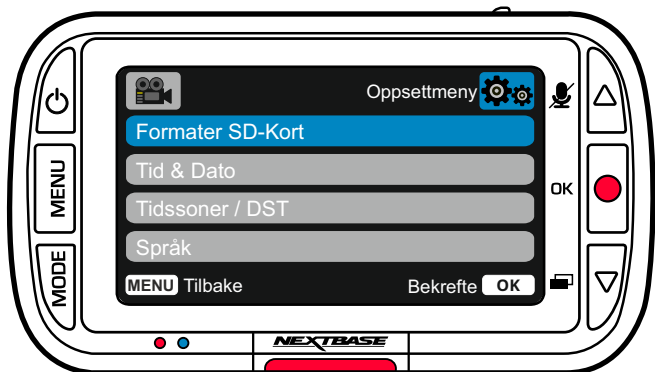 Oppsettmeny
Formater SD-Kort
Tid & Dato
Tidssoner / DST
Språk
MENU Tilbake
Bekrefte OK
MENU
MODE
OK
NEXTBASE